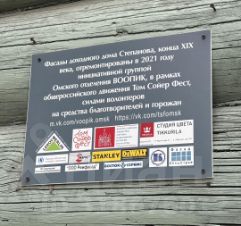 Фасады доходного дома Степанова, конца XIX
века, отремонтированы в 2021 году
инициативной группой
Омского отделения ВООПИК, в рамках
общероссийского движения Том Сойер Фест,
силами волонтеров
на средства благотворителей и горожан
m.vk.com/voopik.omsk https://vk.com/tsfomsk
СТУДИЯ ЦВЕТА
TIKKURILA
STANLEY
DEWALT